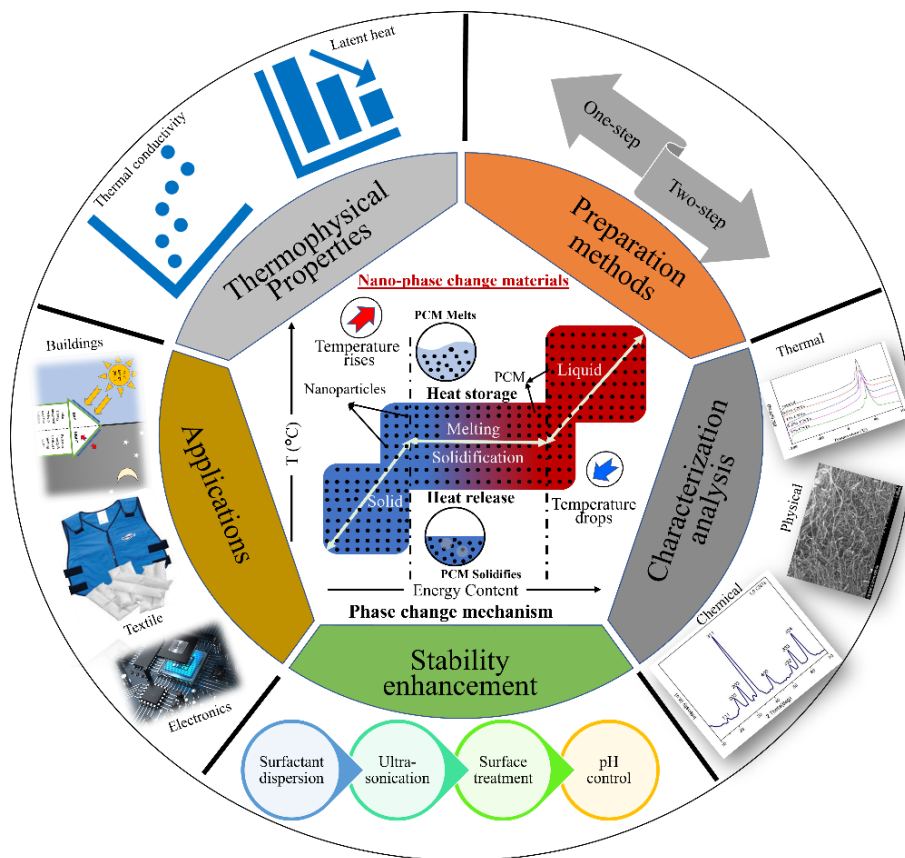 Latent heat
Thermal conductivity
One-step
Two-step
Thermophysical
Properties
Preparation
methods
Nano-phase change materials
Temperature
rises
PCM Melts
Nanoparticles
PCM
Liquid
Heat storage
Melting
Solidification
Solid
Heat release
Temperature
drops
PCM Solidifies
T (°C)
Energy Content
Phase change mechanism
Buildings
Applications
Textile
Electronics
Thermal
Physical
Chemical
Characterization
analysis
Stability
enhancement
Surfactant
dispersion
Ultra-
sonication
Surface
treatment
pH
control